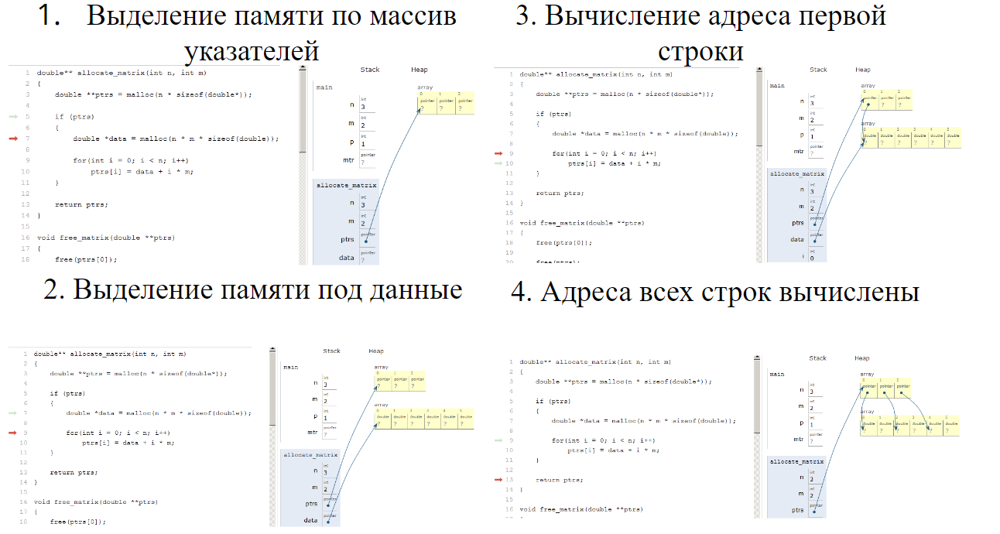 1. Выделение памяти по массив
указателей
1 double** allocate_matrix(int n, int m)
2 {
3 double **ptrs = malloc(n * sizeof(double*));
4
5 if (ptrs)
6 {
7 double *data = malloc(n * m * sizeof(double));
8
9 for(int i = 0; i < n; i++)
10 ptrs[i] = data + i * m;
11 }
12
13 return ptrs;
14 }
15
16 void free_matrix(double **ptrs)
17 {
18 free(ptrs[0]);
Stack Heap
main
array
0 1 2
pointer pointer pointer
? ? ?
n int 3
m int 2
p int 1
mtr pointer ?
allocate_matrix
n int 3
m int 2
ptrs pointer
data pointer ?
3. Вычисление адреса первой
строки
1 double** allocate_matrix(int n, int m)
2 {
3 double **ptrs = malloc(n * sizeof(double*));
4
5 if (ptrs)
6 {
7 double *data = malloc(n * m * sizeof(double));
8
9 for(int i = 0; i < n; i++)
10 ptrs[i] = data + i * m;
11 }
12
13 return ptrs;
14 }
15
16 void free_matrix(double **ptrs)
17 {
18 free(ptrs[0]);
19
20 free(ptrs);
Stack Heap
main
array
0 1 2
pointer pointer pointer
? ?
array
0 1 2 3 4 5
double double double double double double
? ? ? ? ? ?
n int 3
m int 2
p int 1
mtr pointer ?
allocate_matrix
n int 3
m int 2
ptrs pointer
data pointer
i int 0
2. Выделение памяти под данные
1 double** allocate_matrix(int n, int m)
2 {
3 double **ptrs = malloc(n * sizeof(double*));
4
5 if (ptrs)
6 {
7 double *data = malloc(n * m * sizeof(double));
8
9 for(int i = 0; i < n; i++)
10 ptrs[i] = data + i * m;
11 }
12
13 return ptrs;
14 }
15
16 void free_matrix(double **ptrs)
17 {
18 free(ptrs[0]);
Stack Heap
main
array
0 1 2
pointer pointer pointer
? ? ?
array
0 1 2 3 4 5
double double double double double double
? ? ? ? ? ?
n int 3
m int 2
p int 1
mtr pointer ?
allocate_matrix
n int 3
m int 2
ptrs pointer
data pointer
4. Адреса всех строк вычислены
1 double** allocate_matrix(int n, int m)
2 {
3 double **ptrs = malloc(n * sizeof(double*));
4
5 if (ptrs)
6 {
7 double *data = malloc(n * m * sizeof(double));
8
9 for(int i = 0; i < n; i++)
10 ptrs[i] = data + i * m;
11 }
12
13 return ptrs;
14 }
15
16 void free_matrix(double **ptrs)
Stack Heap
main
array
0 1 2
pointer pointer pointer
array
0 1 2 3 4 5
double double double double double double
? ? ? ? ? ?
n int 3
m int 2
p int 1
mtr pointer ?
allocate_matrix
n int 3
m int 2
ptrs pointer